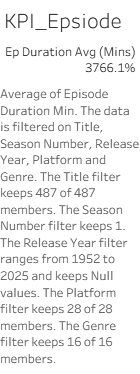 KPI_Epsiode
Ep Duration Avg (Mins)
3766.1%
Average of Episode
Duration Min. The data
is filtered on Title,
Season Number, Release
Year, Platform and
Genre. The Title filter
keeps 487 of 487
members. The Season
Number filter keeps 1.
The Release Year filter
ranges from 1952 to
2025 and keeps Null
values. The Platform
filter keeps 28 of 28
members. The Genre
filter keeps 16 of 16
members.